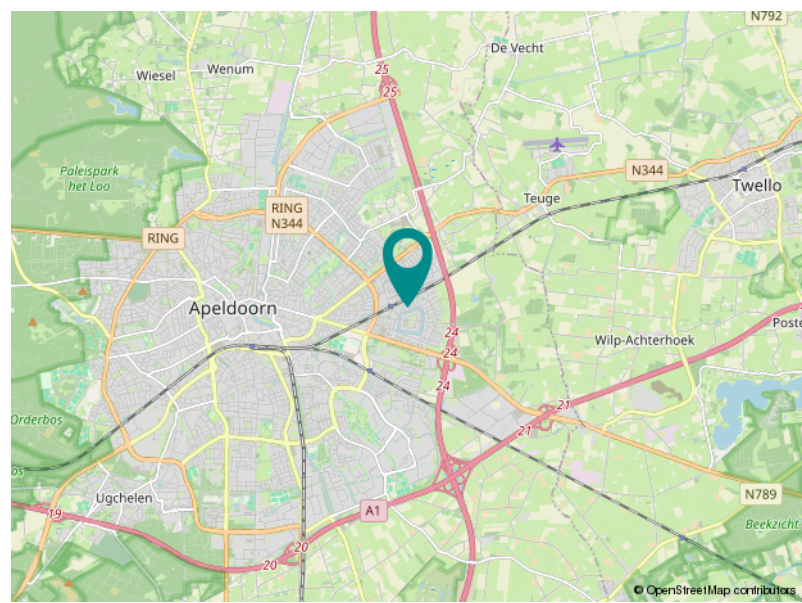 N792
De Vecht
Wiesel
Wenum
25
25
Paleispark
het Loo
N344
Twello
Teuge
RING
N344
RING
Apeldoorn
24
24
24
Wilp-Achterhoek
Poste
21
21
Orderbos
os
Ugchelen
N789
19
A1
Beekzicht
20
20
© OpenStreetMap contributors